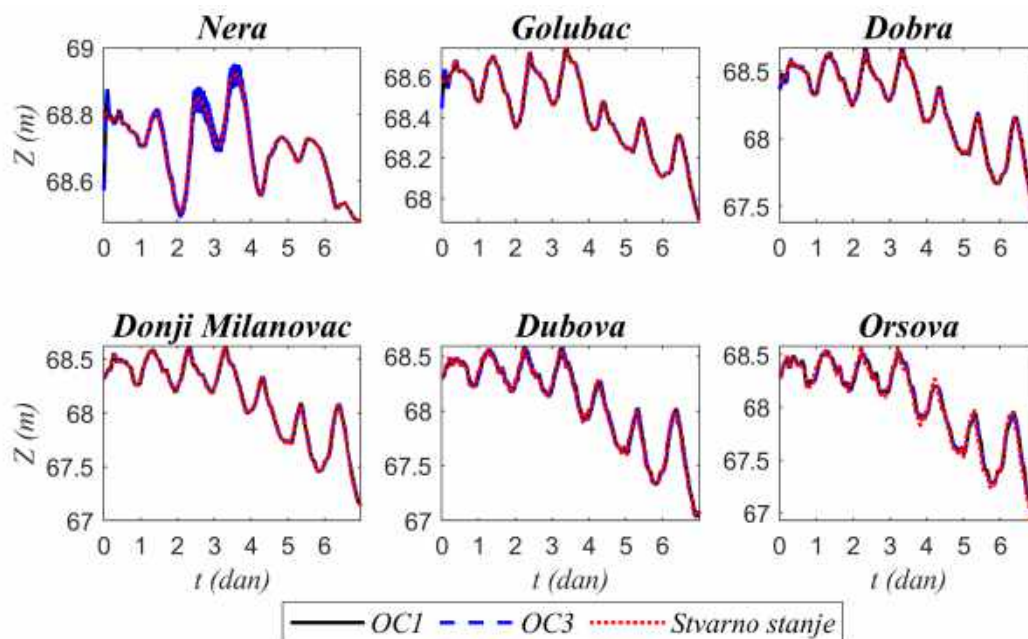 Nera Golubac Dobra
69
68.8
68.6
Z (m)
0 1 2 3 4 5 6
68.6
68.4
68.2
68
0 1 2 3 4 5 6
68.5
68
67.5
0 1 2 3 4 5 6
Donji Milanovac Dubova Orsova
68.5
68
67.5
67
Z (m)
0 1 2 3 4 5 6
t (dan)
68.5
68
67.5
67
0 1 2 3 4 5 6
t (dan)
68.5
68
67.5
67
0 1 2 3 4 5 6
t (dan)
OC1 OC3 Stvarno stanje